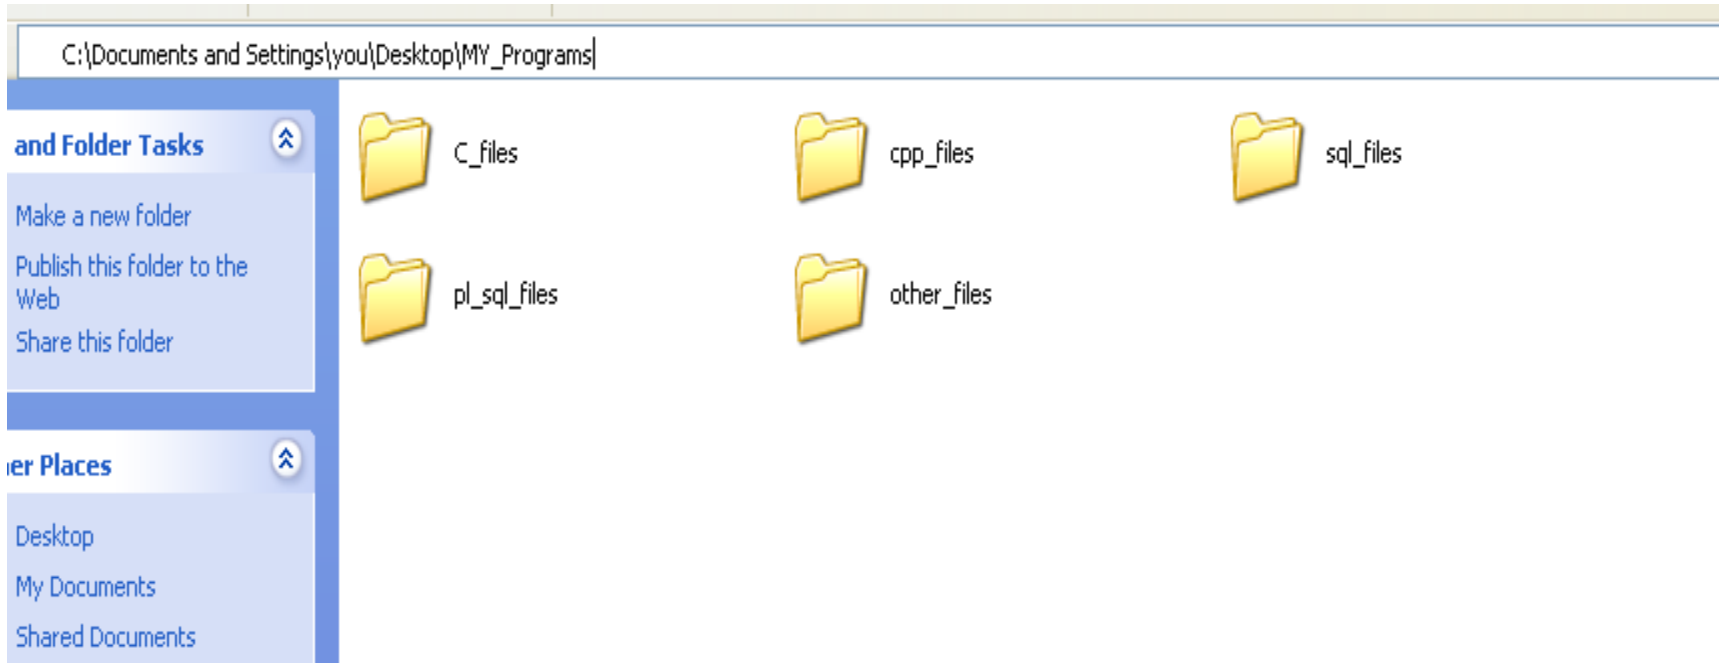 C:\Documents and Settings\you\Desktop\MY_Programs
and Folder Tasks
Make a new folder
Publish this folder to the
Web
Share this folder
er Places
Desktop
My Documents
Shared Documents
C_files
cpp_files
sql_files
pl_sql_files
other_files